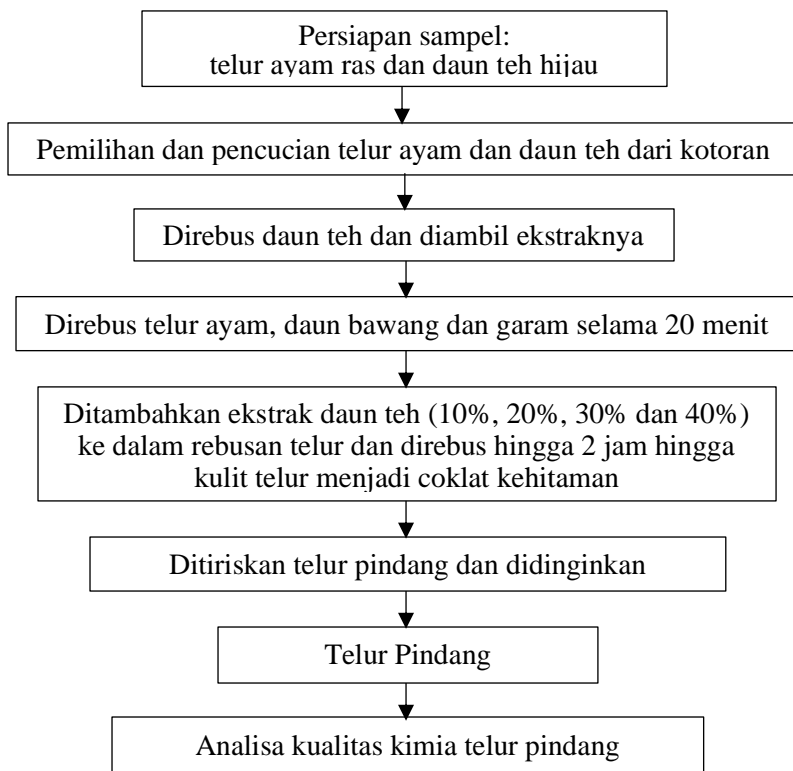 Persiapan sampel:
telur ayam ras dan daun teh hijau
Pemilihan dan pencucian telur ayam dan daun teh dari kotoran
Direbus daun teh dan diambil ekstraknya
Direbus telur ayam, daun bawang dan garam selama 20 menit
Ditambahkan ekstrak daun teh (10%, 20%, 30% dan 40%)
ke dalam rebusan telur dan direbus hingga 2 jam hingga
kulit telur menjadi coklat kehitaman
Ditiriskan telur pindang dan didinginkan
Telur Pindang
Analisa kualitas kimia telur pindang